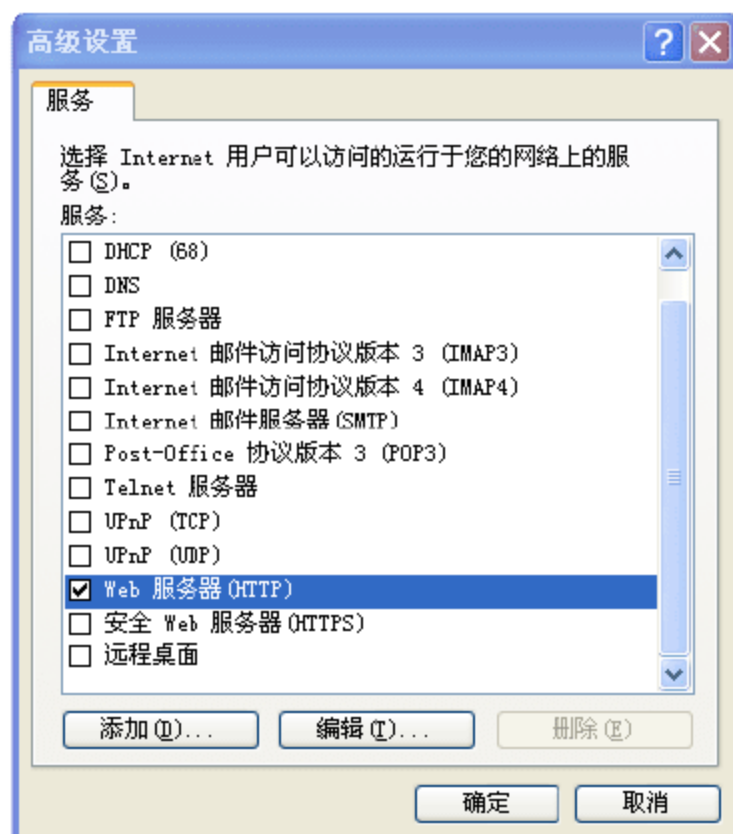 高级设置
服务
选择 Internet 用户可以访问的运行于您的网络上的服
务(S)。
服务:
DHCP (68)
DNS
FTP 服务器
Internet 邮件访问协议版本 3 (IMAP3)
Internet 邮件访问协议版本 4 (IMAP4)
Internet 邮件服务器(SMTP)
Post-Office 协议版本 3 (POP3)
Telnet 服务器
UPnP (TCP)
UPnP (UDP)
Web 服务器(HTTP)
安全 Web 服务器(HTTPS)
远程桌面
添加(D)... 编辑(T)... 删除(E)
确定 取消